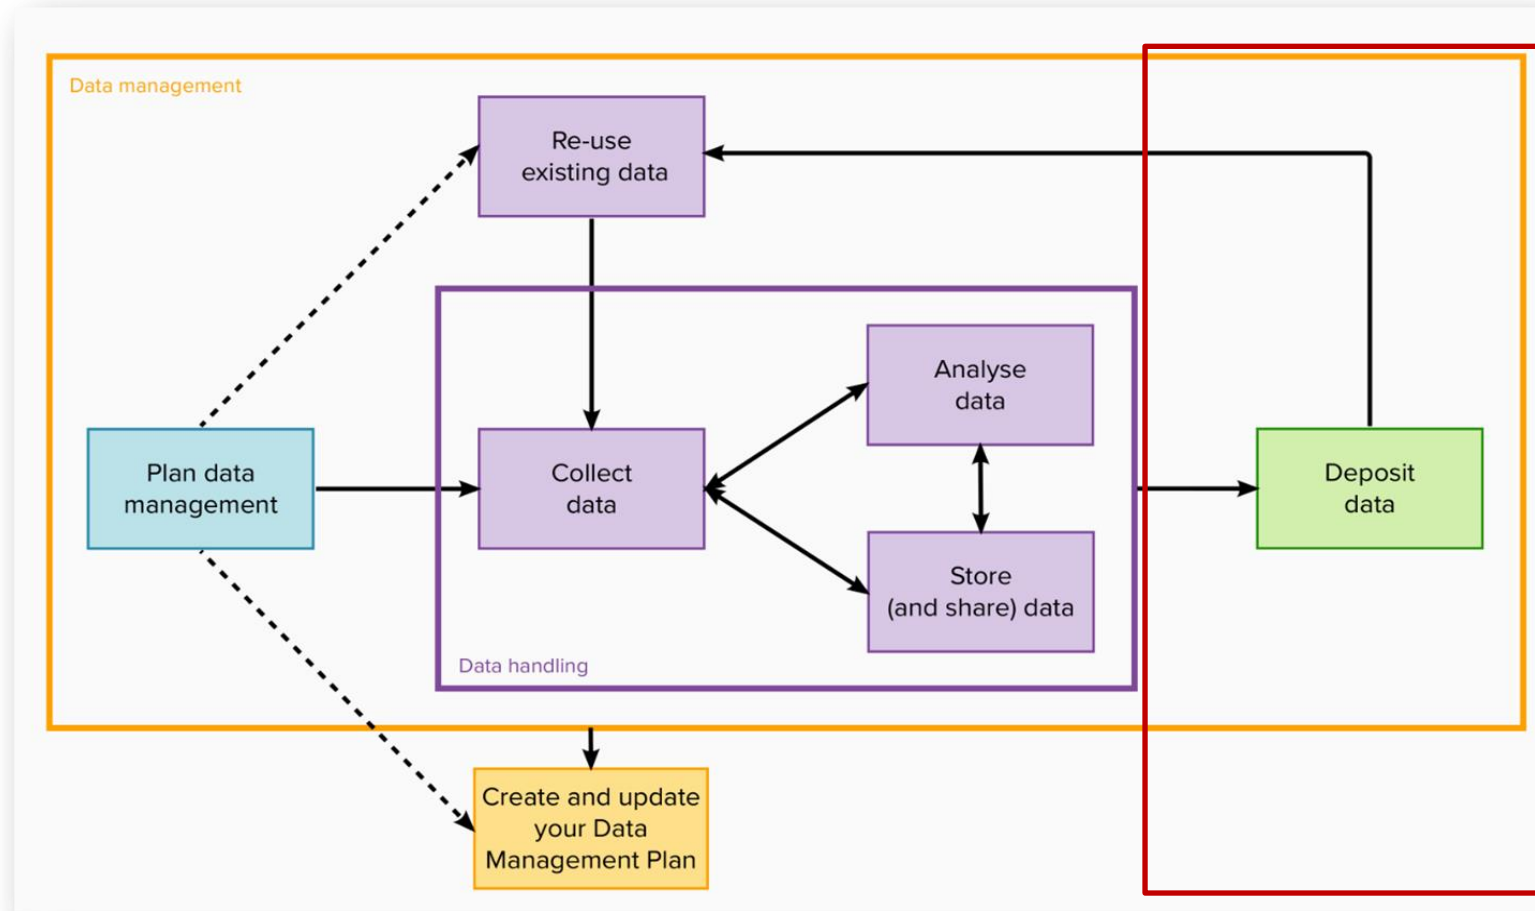 Data management
Re-use
existing data
Analyse
data
Plan data
management
Collect
data
Deposit
data
Store
(and share) data
Data handling
Create and update
your Data
Management Plan